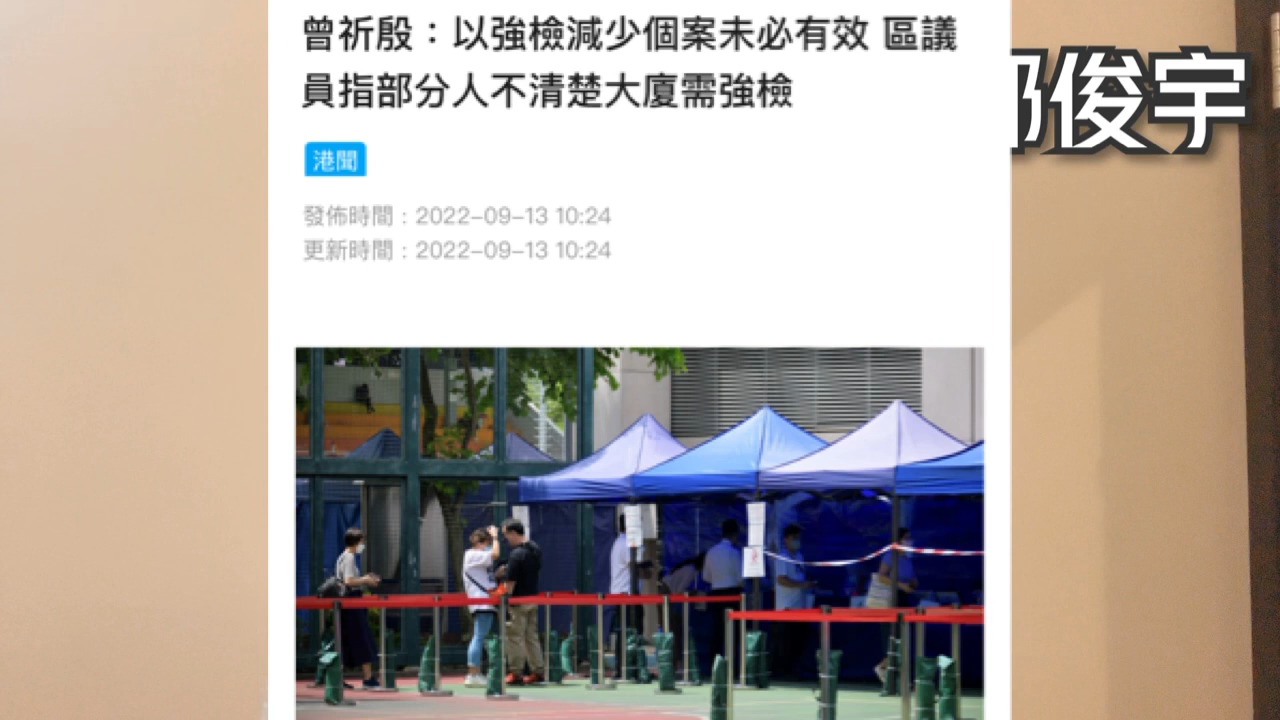 曾祈殷：以強檢減少個案未必有效 區議
員指部分人不清楚大廈需強檢
俊宇
港聞
發佈時間：2022-09-13 10:24
更新時間：2022-09-13 10:24